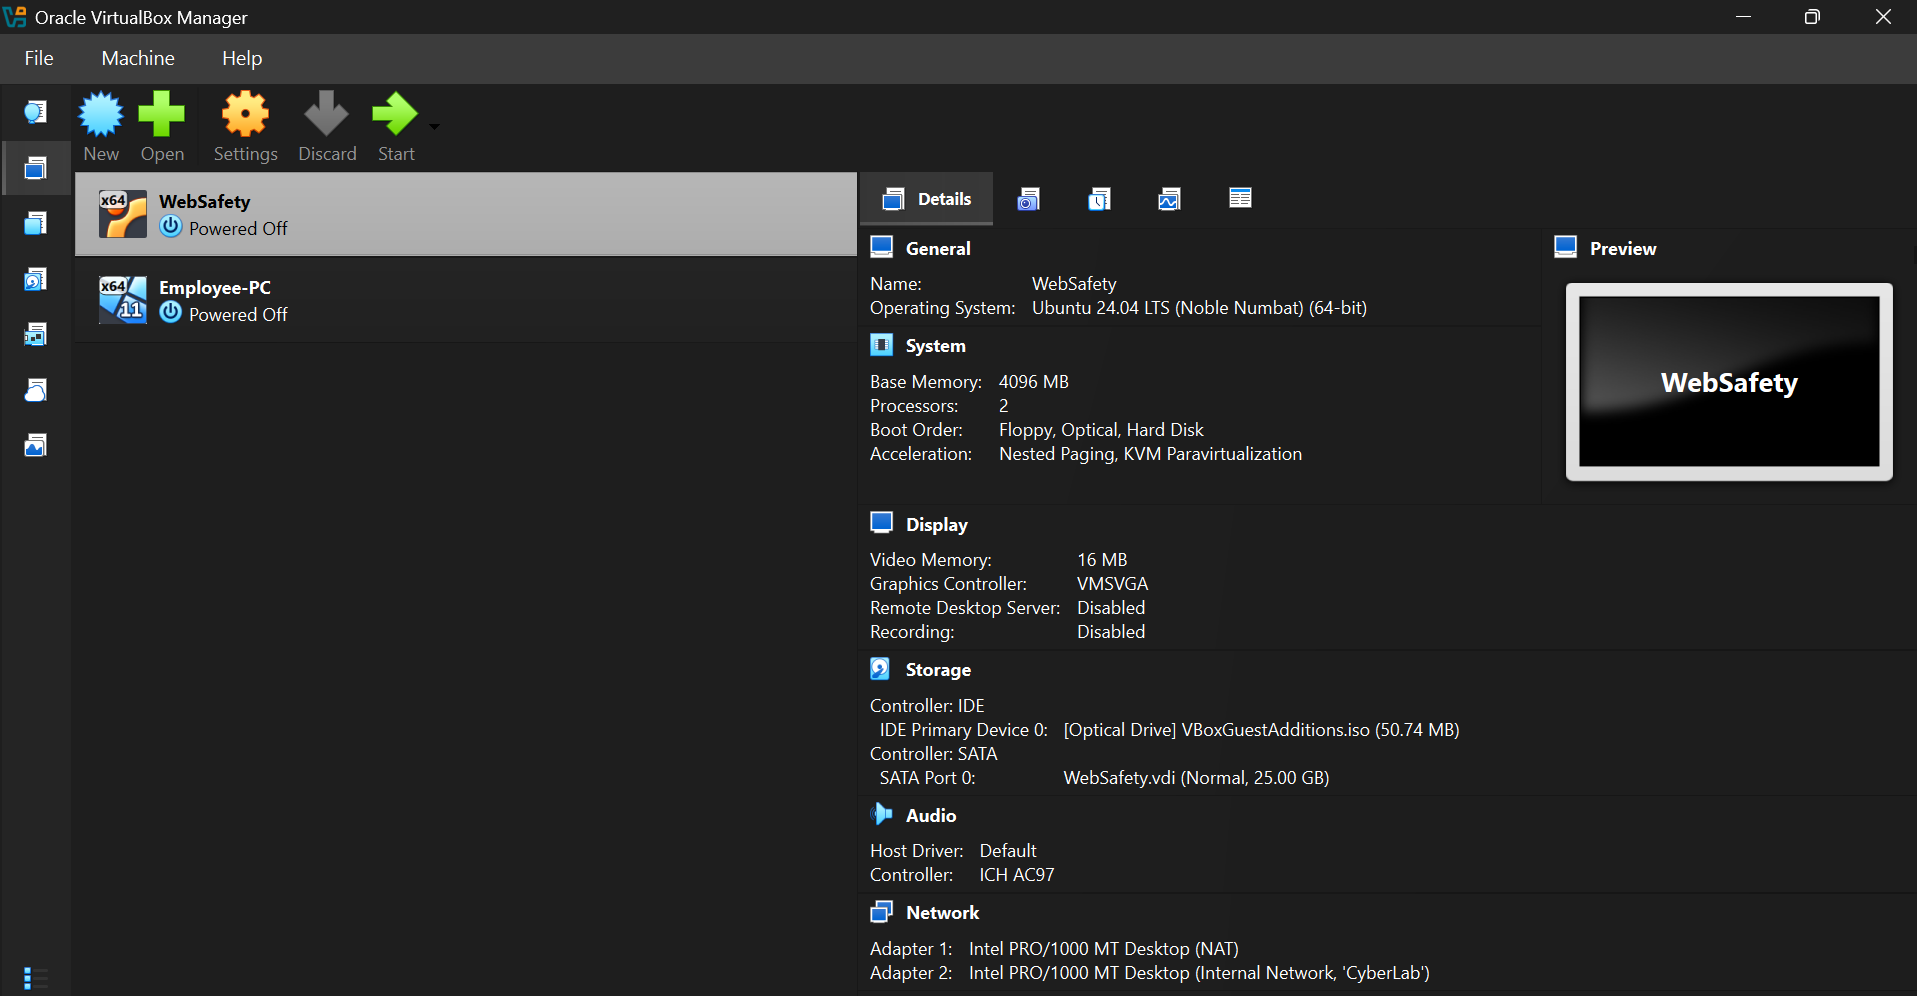 Oracle VirtualBox Manager
File Machine Help
New Open Settings Discard Start
x64 WebSafety
Powered Off
x64 11 Employee-PC
Powered Off
Details
General
Name: WebSafety
Operating System: Ubuntu 24.04 LTS (Noble Numbat) (64-bit)
Preview
WebSafety
System
Base Memory: 4096 MB
Processors: 2
Boot Order: Floppy, Optical, Hard Disk
Acceleration: Nested Paging, KVM Paravirtualization
Display
Video Memory: 16 MB
Graphics Controller: VMSVGA
Remote Desktop Server: Disabled
Recording: Disabled
Storage
Controller: IDE
IDE Primary Device 0: [Optical Drive] VBoxGuestAdditions.iso (50.74 MB)
Controller: SATA
SATA Port 0: WebSafety.vdi (Normal, 25.00 GB)
Audio
Host Driver: Default
Controller: ICH AC97
Network
Adapter 1: Intel PRO/1000 MT Desktop (NAT)
Adapter 2: Intel PRO/1000 MT Desktop (Internal Network, 'CyberLab')